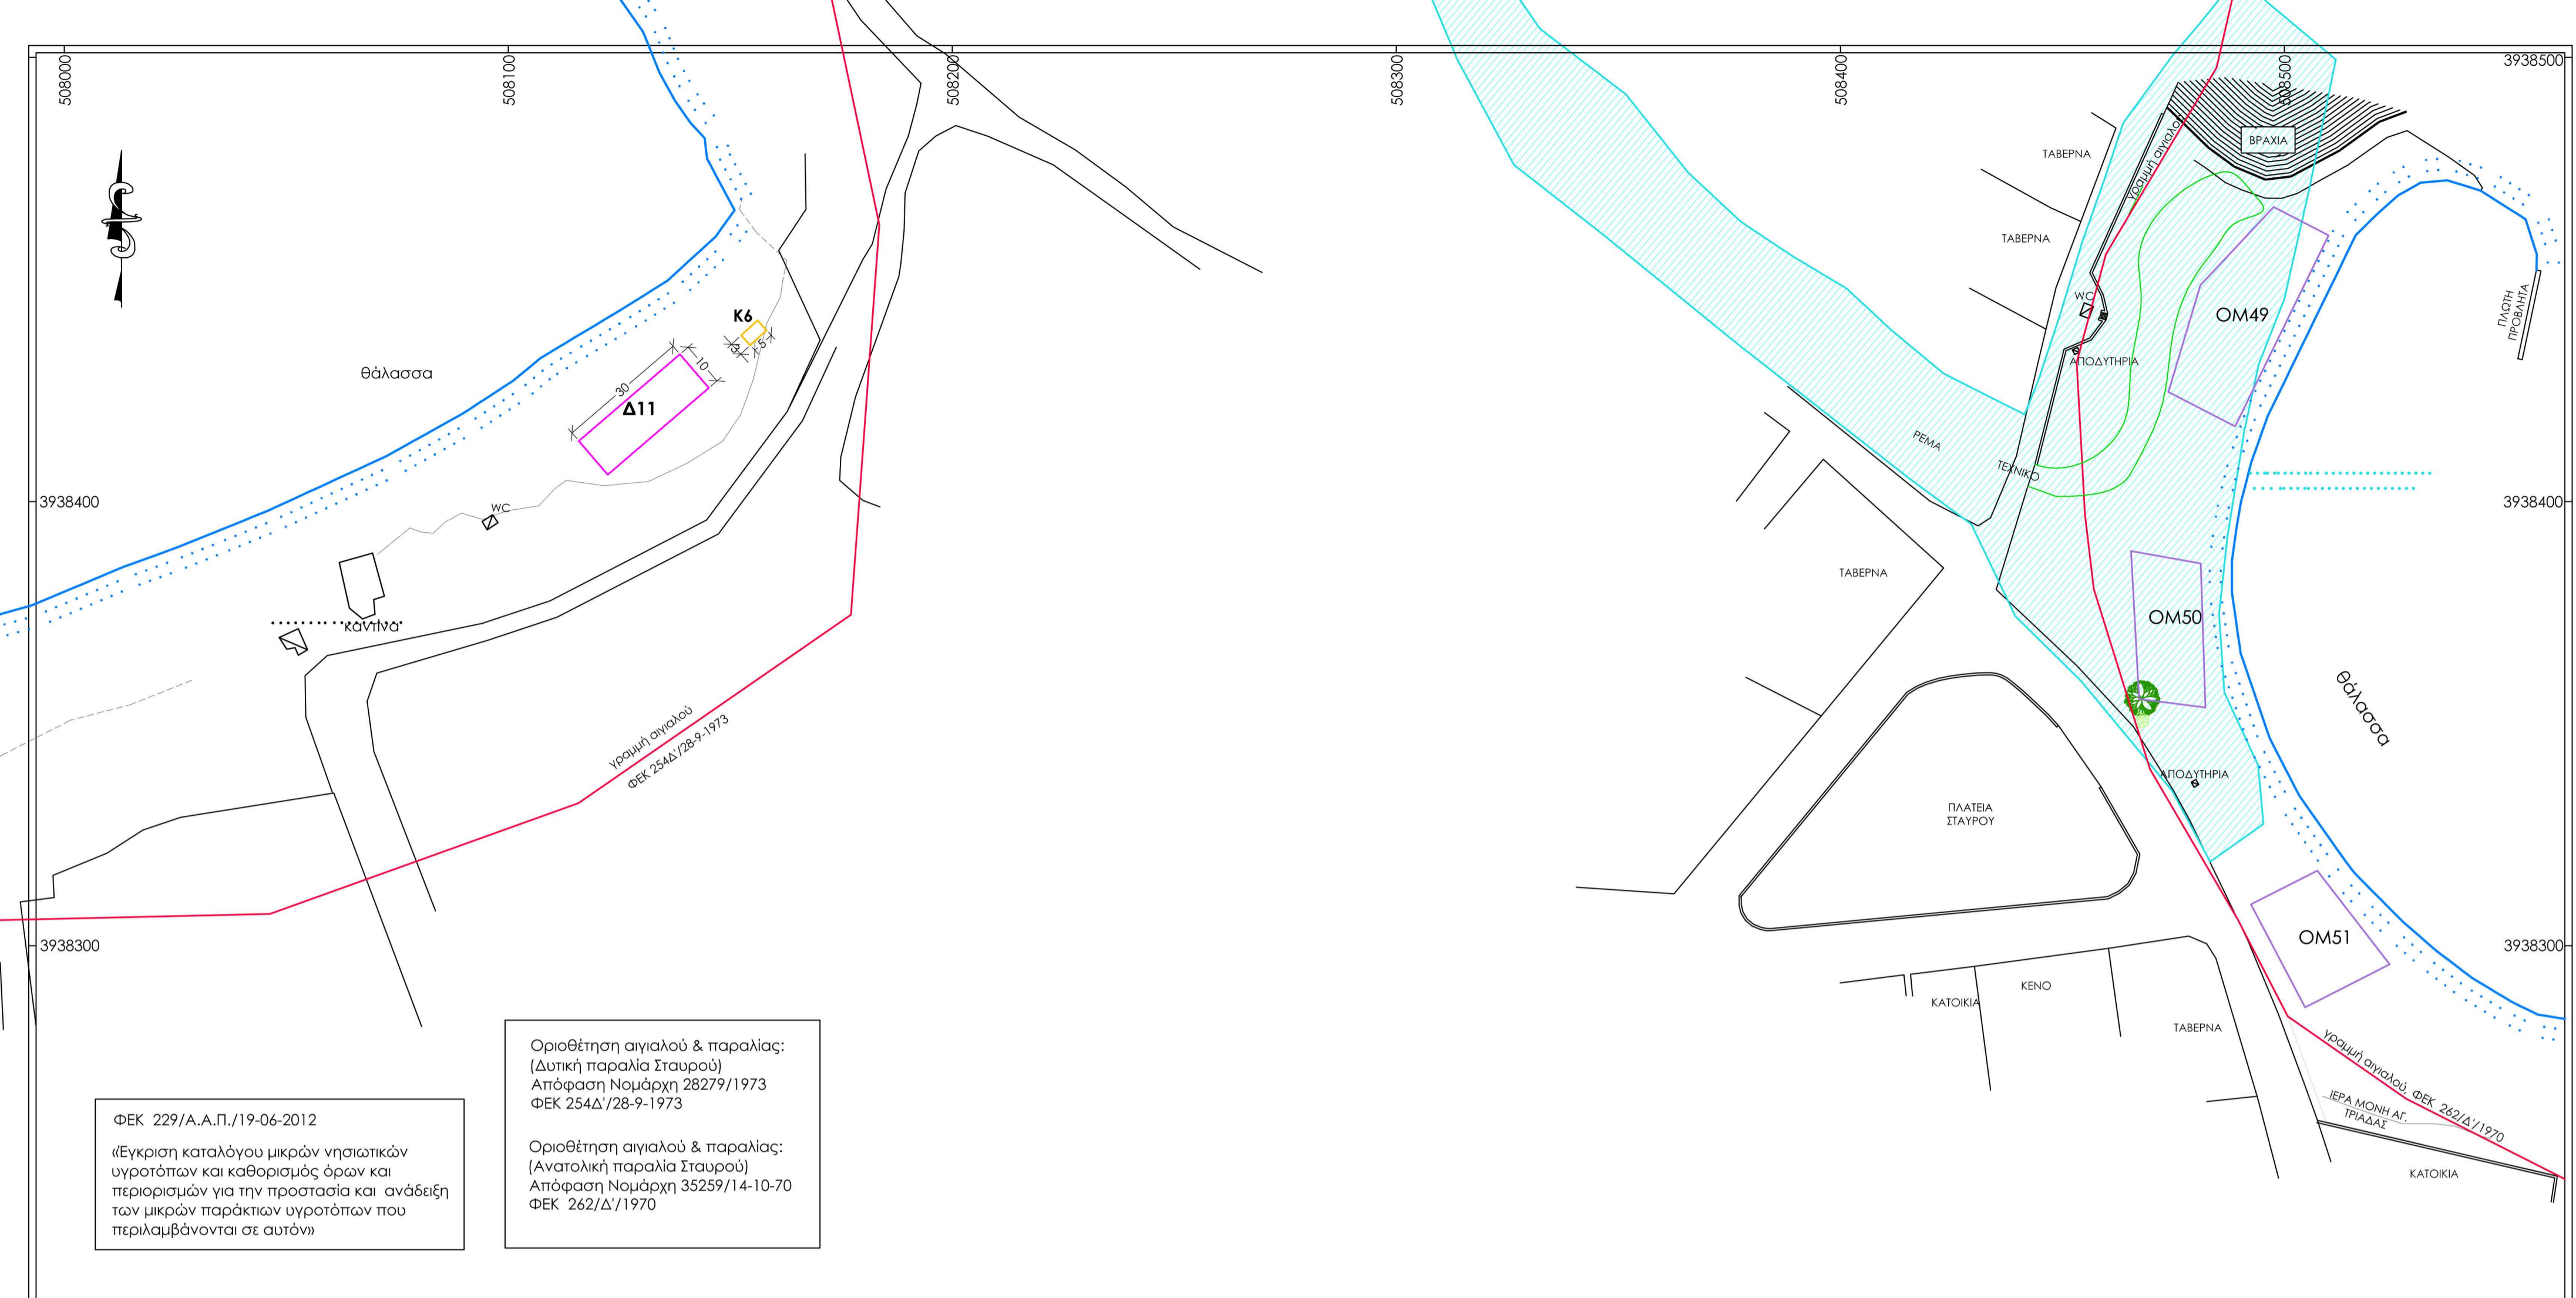 508000
508100
508200
508300
508400
508500
3938500
ΒΡΑΧΙΑ
Γραμμή αιγιαλού
ΤΑΒΕΡΝΑ
ΤΑΒΕΡΝΑ
WC
ΑΠΟΔΥΤΗΡΙΑ
ΟΜ49
ΠΛΩΤΗ
ΠΡΟΒΛΗΤΑ
Κ6
3
5
10
30
Δ11
θάλασσα
ΡΕΜΑ
ΤΕΧΝΙΚΟ
3938400
3938400
WC
ΤΑΒΕΡΝΑ
ΟΜ50
καντίνα
θάλασσα
Γραμμή αιγιαλού
ΦΕΚ 254Δ'/28-9-1973
ΑΠΟΔΥΤΗΡΙΑ
ΠΛΑΤΕΙΑ
ΣΤΑΥΡΟΥ
3938300
ΟΜ51
3938300
ΚΑΤΟΙΚΙΑ
ΚΕΝΟ
ΤΑΒΕΡΝΑ
Γραμμή αιγιαλού, ΦΕΚ 262/Δ'/1970
ΙΕΡΑ ΜΟΝΗ ΑΓ.
ΤΡΙΑΔΑΣ
ΚΑΤΟΙΚΙΑ
Οριοθέτηση αιγιαλού & παραλίας:
(Δυτική παραλία Σταυρού)
Απόφαση Νομάρχη 28279/1973
ΦΕΚ 254Δ'/28-9-1973
Οριοθέτηση αιγιαλού & παραλίας:
(Ανατολική παραλία Σταυρού)
Απόφαση Νομάρχη 35259/14-10-70
ΦΕΚ 262/Δ'/1970
ΦΕΚ 229/Α.Α.Π./19-06-2012
«Έγκριση καταλόγου μικρών νησιωτικών
υγροτόπων και καθορισμός όρων και
περιορισμών για την προστασία και ανάδειξη
των μικρών παράκτιων υγροτόπων που
περιλαμβάνονται σε αυτόν»